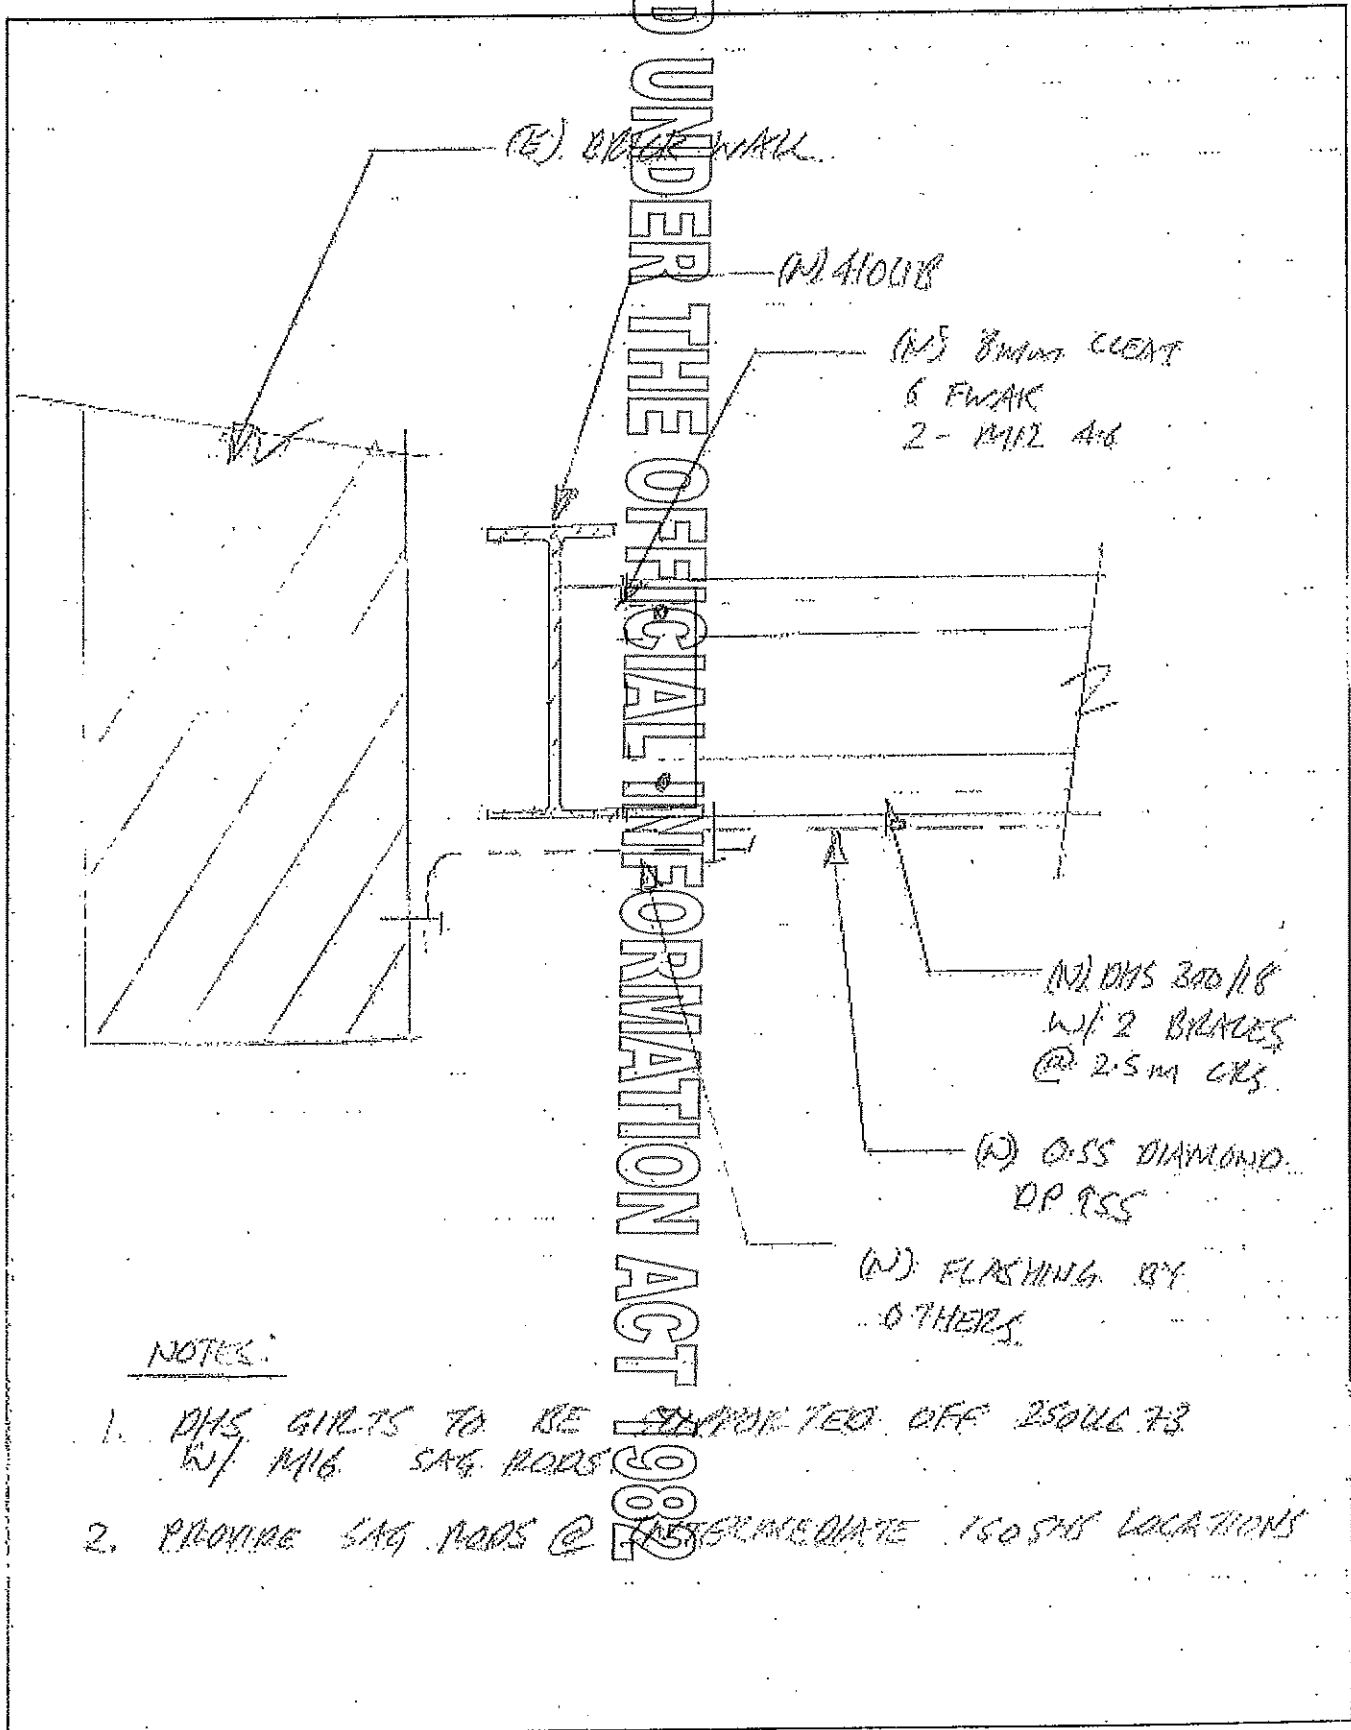 D UNDER THE OFFICIAL INFORMATION ACT 1982
(E) BRICK WALL
(N) 410UB
(N) 8mm CLEAT
6 FWAR
2 - M12 4.6
(N) DHS 300/18
W/ 2 BRACES
@ 2.5m CRS.
(N) 0.55 DIAMOND
DP 955
(N) FLASHING BY
OTHERS
NOTES:
1. DHS GIRTS TO BE SUPPORTED OFF 250UC 73
W/ M16 SAG RODS
2. PROVIDE SAG RODS @ INTERMEDIATE 150SHS LOCATIONS